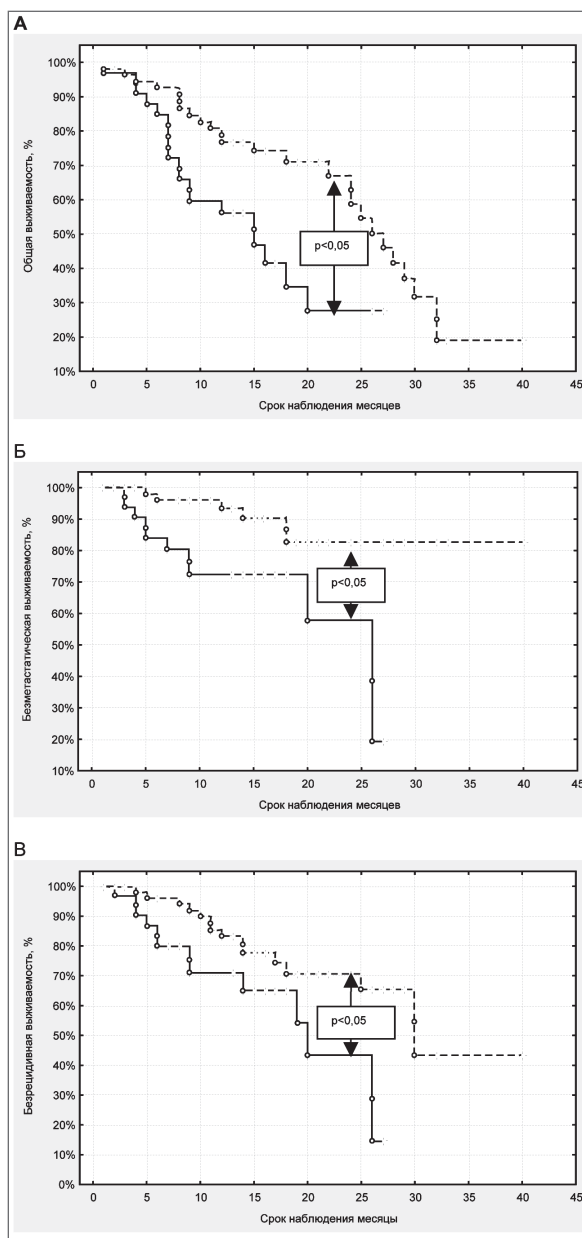 А
Общая выживаемость, %
100%
90%
80%
70%
60%
50%
40%
30%
20%
10%
p<0,05
0 5 10 15 20 25 30 35 40 45
Срок наблюдения месяцев
Б
Безметастатическая выживаемость, %
100%
90%
80%
70%
60%
50%
40%
30%
20%
10%
p<0,05
0 5 10 15 20 25 30 35 40 45
Срок наблюдения месяцев
В
Безрецидивная выживаемость, %
100%
90%
80%
70%
60%
50%
40%
30%
20%
10%
0%
p<0,05
0 5 10 15 20 25 30 35 40 45
Срок наблюдения месяцы